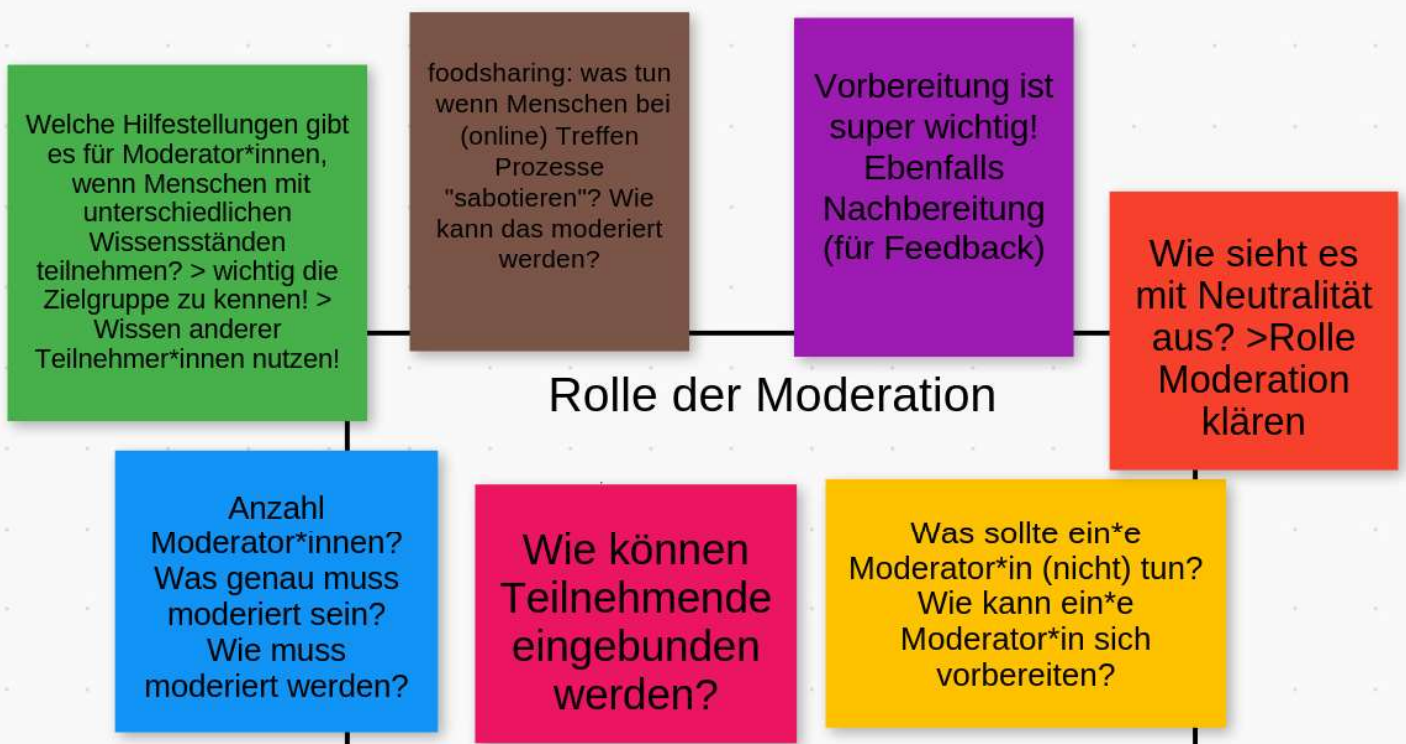 Welche Hilfestellungen gibt
es für Moderator*innen,
wenn Menschen mit
unterschiedlichen
Wissensständen
teilnehmen? > wichtig die
Zielgruppe zu kennen! >
Wissen anderer
Teilnehmer*innen nutzen!
foodsharing: was tun
wenn Menschen bei
(online) Treffen
Prozesse
"sabotieren"? Wie
kann das moderiert
werden?
Vorbereitung ist
super wichtig!
Ebenfalls
Nachbereitung
(für Feedback)
Wie sieht es
mit Neutralität
aus? >Rolle
Moderation
klären
Rolle der Moderation
Anzahl
Moderator*innen?
Was genau muss
moderiert sein?
Wie muss
moderiert werden?
Wie können
Teilnehmende
eingebunden
werden?
Was sollte ein*e
Moderator*in (nicht) tun?
Wie kann ein*e
Moderator*in sich
vorbereiten?